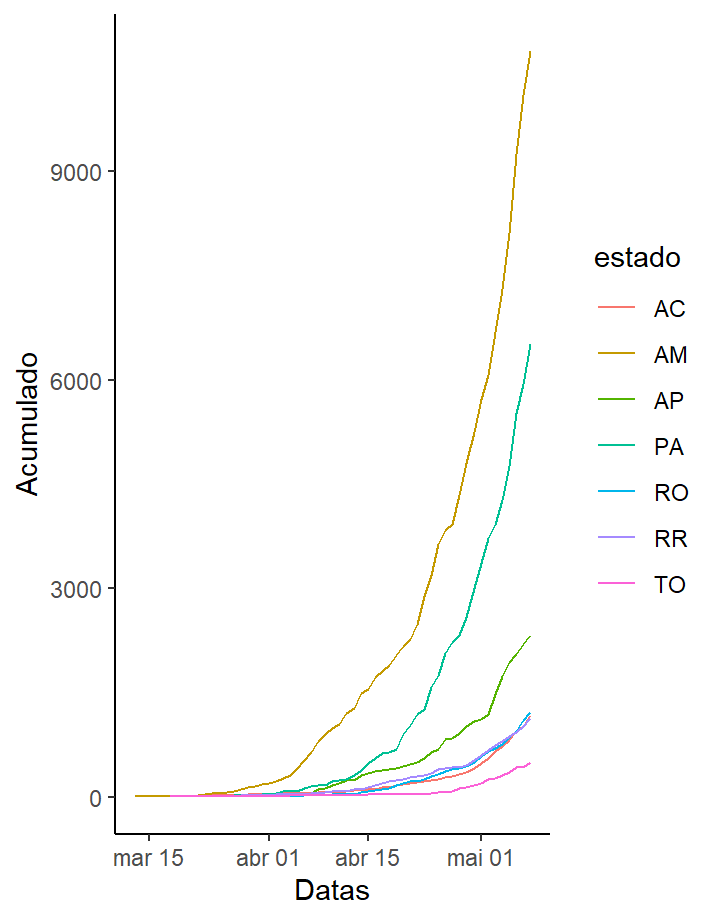 Acumulado
9000
6000
3000
0
mar 15 abr 01 abr 15 mai 01
Datas
estado
AC
AM
AP
PA
RO
RR
TO